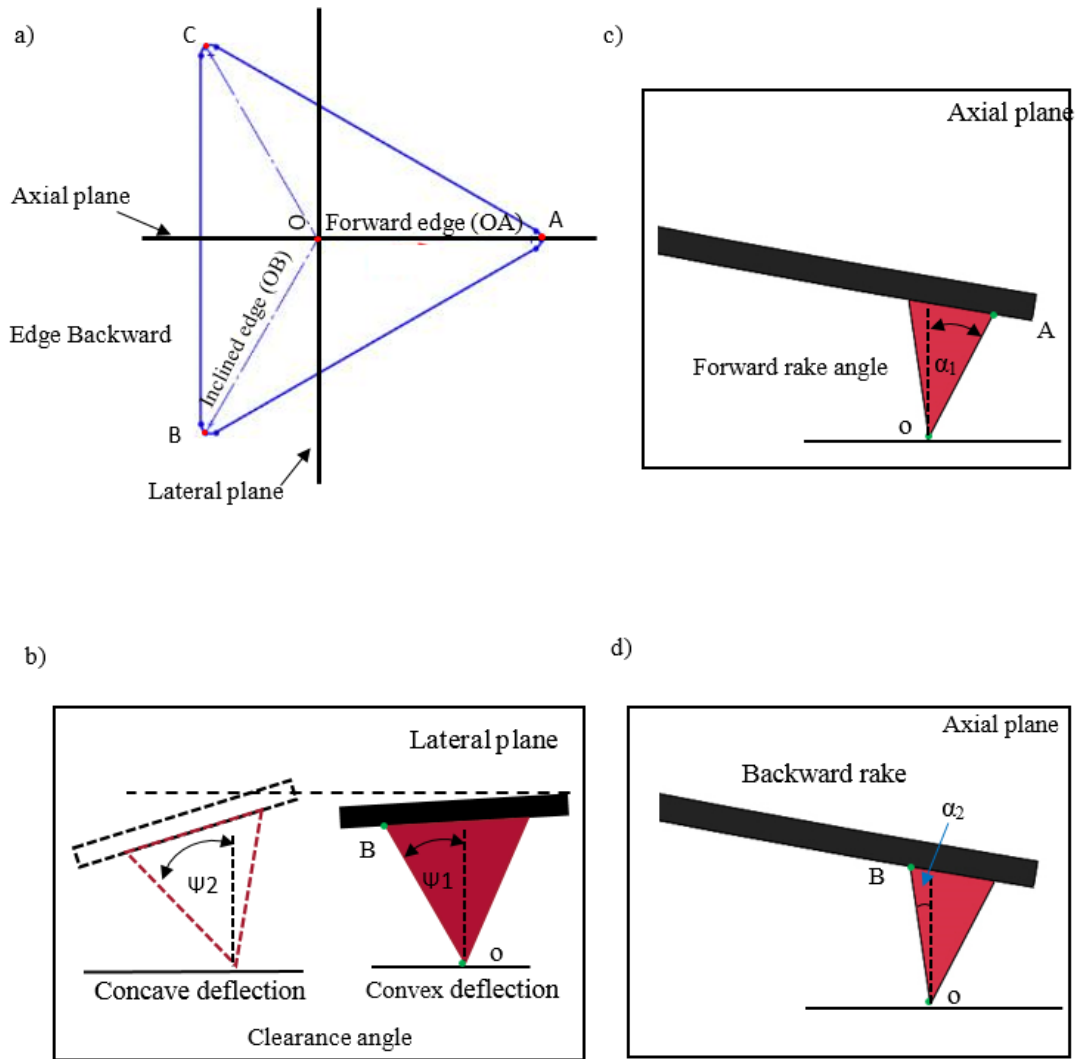 a)
C
Axial plane
O
Forward edge (OA)
A
Inclined edge (OB)
Edge Backward
B
Lateral plane
c)
Axial plane
A
Forward rake angle
α1
o
b)
Lateral plane
B
Ψ2
Ψ1
o
Concave deflection
Convex deflection
Clearance angle
d)
Axial plane
Backward rake
α2
B
o